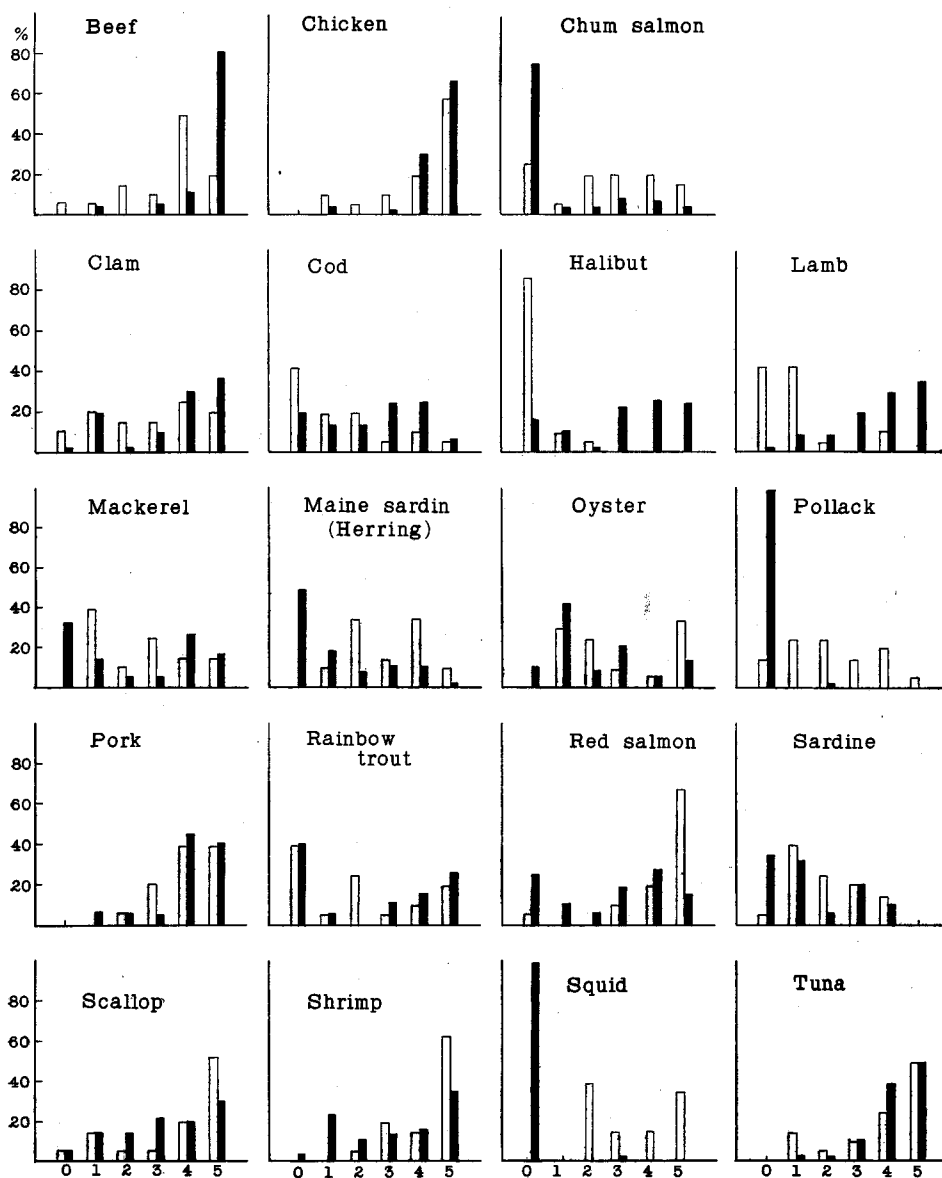 Beef Chicken Chum salmon
%
80
60
40
20
Clam Cod Halibut Lamb
80
60
40
20
Mackerel Maine sardin Oyster Pollack
(Herring)
80
60
40
20
Pork Rainbow Red salmon Sardine
trout
80
60
40
20
Scallop Shrimp Squid Tuna
80
60
40
20
0 1 2 3 4 5 0 1 2 3 4 5 0 1 2 3 4 5 0 1 2 3 4 5